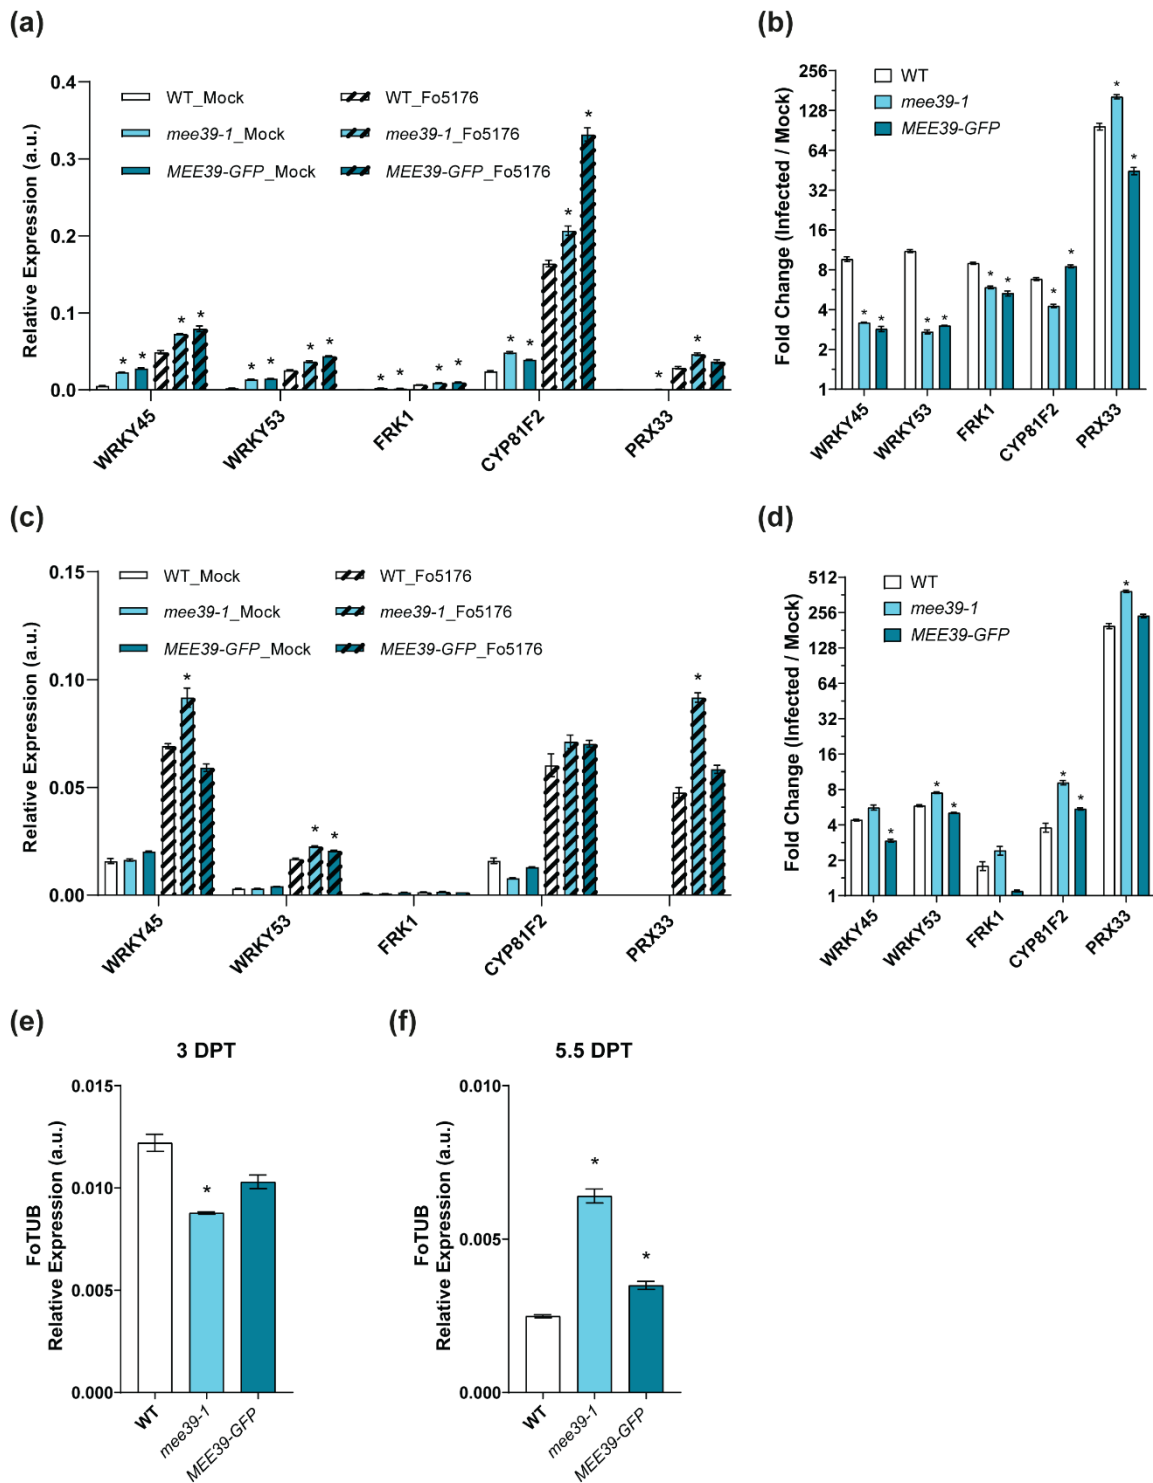 (a)
Relative Expression (a.u.)
0.4
0.3
0.2
0.1
0.0
WT_Mock
mee39-1_Mock
MEE39-GFP_Mock
WT_Fo5176
mee39-1_Fo5176
MEE39-GFP_Fo5176
* * * *
* * * *
* * * *
* * * *
* *
WRKY45
WRKY53
FRK1
CYP81F2
PRX33
(b)
Fold Change (Infected / Mock)
256
128
64
32
16
8
4
2
1
WT
mee39-1
MEE39-GFP
* *
* *
* *
* *
* *
WRKY45
WRKY53
FRK1
CYP81F2
PRX33
(c)
Relative Expression (a.u.)
0.15
0.10
0.05
0.00
WT_Mock
mee39-1_Mock
MEE39-GFP_Mock
WT_Fo5176
mee39-1_Fo5176
MEE39-GFP_Fo5176
*
* *
*
WRKY45
WRKY53
FRK1
CYP81F2
PRX33
(d)
Fold Change (Infected / Mock)
512
256
128
64
32
16
8
4
2
1
WT
mee39-1
MEE39-GFP
*
* *
* *
*
WRKY45
WRKY53
FRK1
CYP81F2
PRX33
(e)
3 DPT
FoTUB
Relative Expression (a.u.)
0.015
0.010
0.005
0.000
*
WT
mee39-1
MEE39-GFP
(f)
5.5 DPT
FoTUB
Relative Expression (a.u.)
0.010
0.005
0.000
*
*
WT
mee39-1
MEE39-GFP